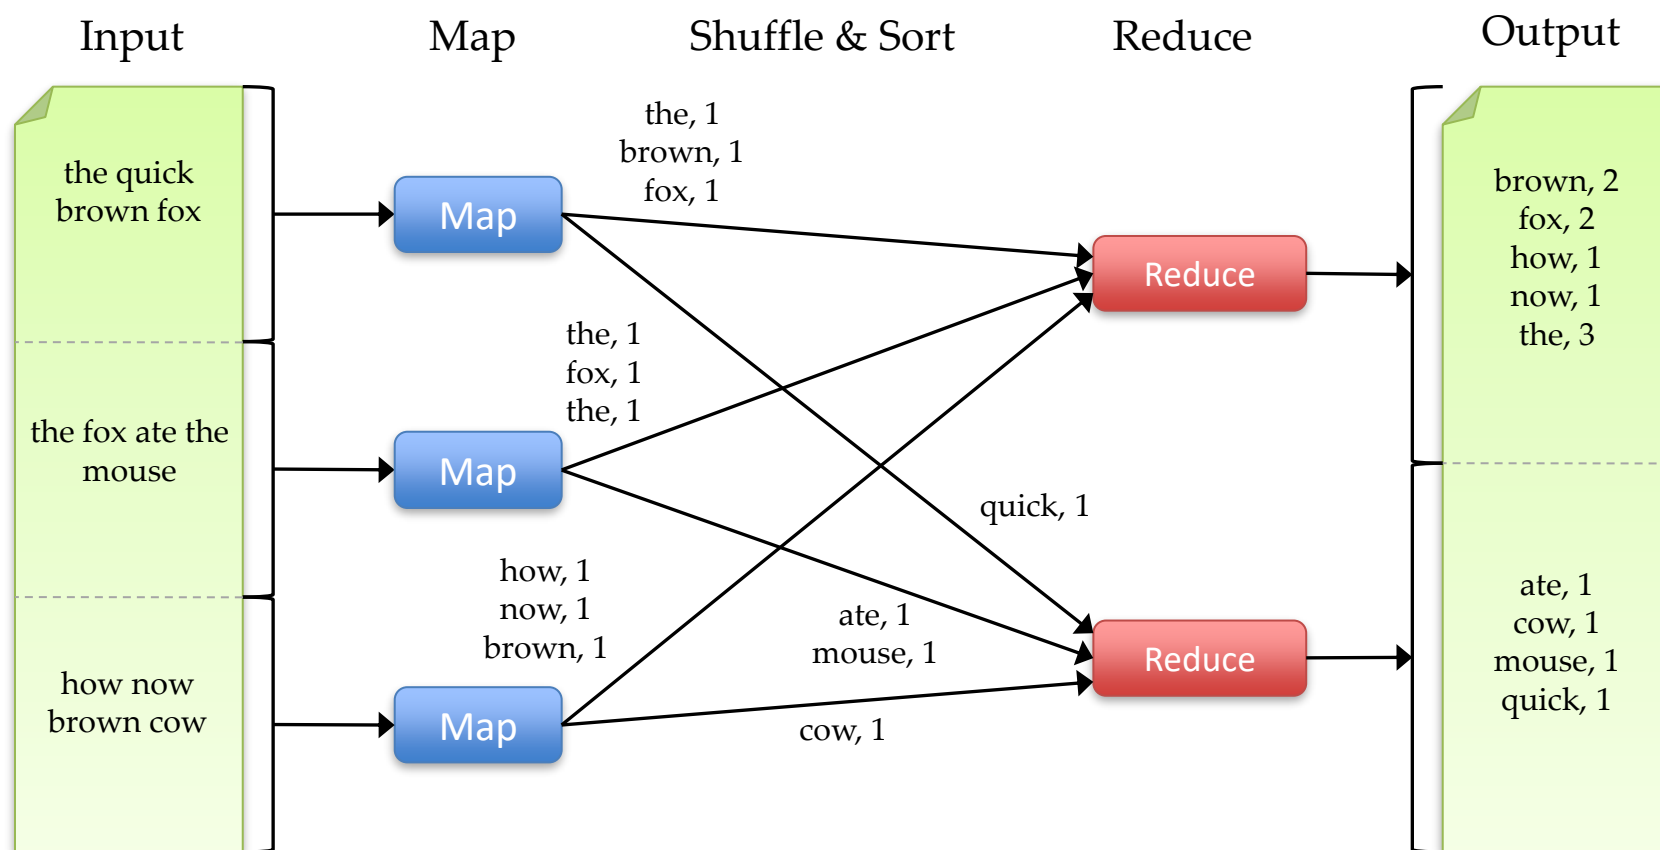 Input
Map
Shuffle & Sort
Reduce
Output
the quick
brown fox
the fox ate the
mouse
how now
brown cow
Map
Map
Map
the, 1
brown, 1
fox, 1
the, 1
fox, 1
the, 1
how, 1
now, 1
brown, 1
quick, 1
ate, 1
mouse, 1
cow, 1
Reduce
Reduce
brown, 2
fox, 2
how, 1
now, 1
the, 3
ate, 1
cow, 1
mouse, 1
quick, 1